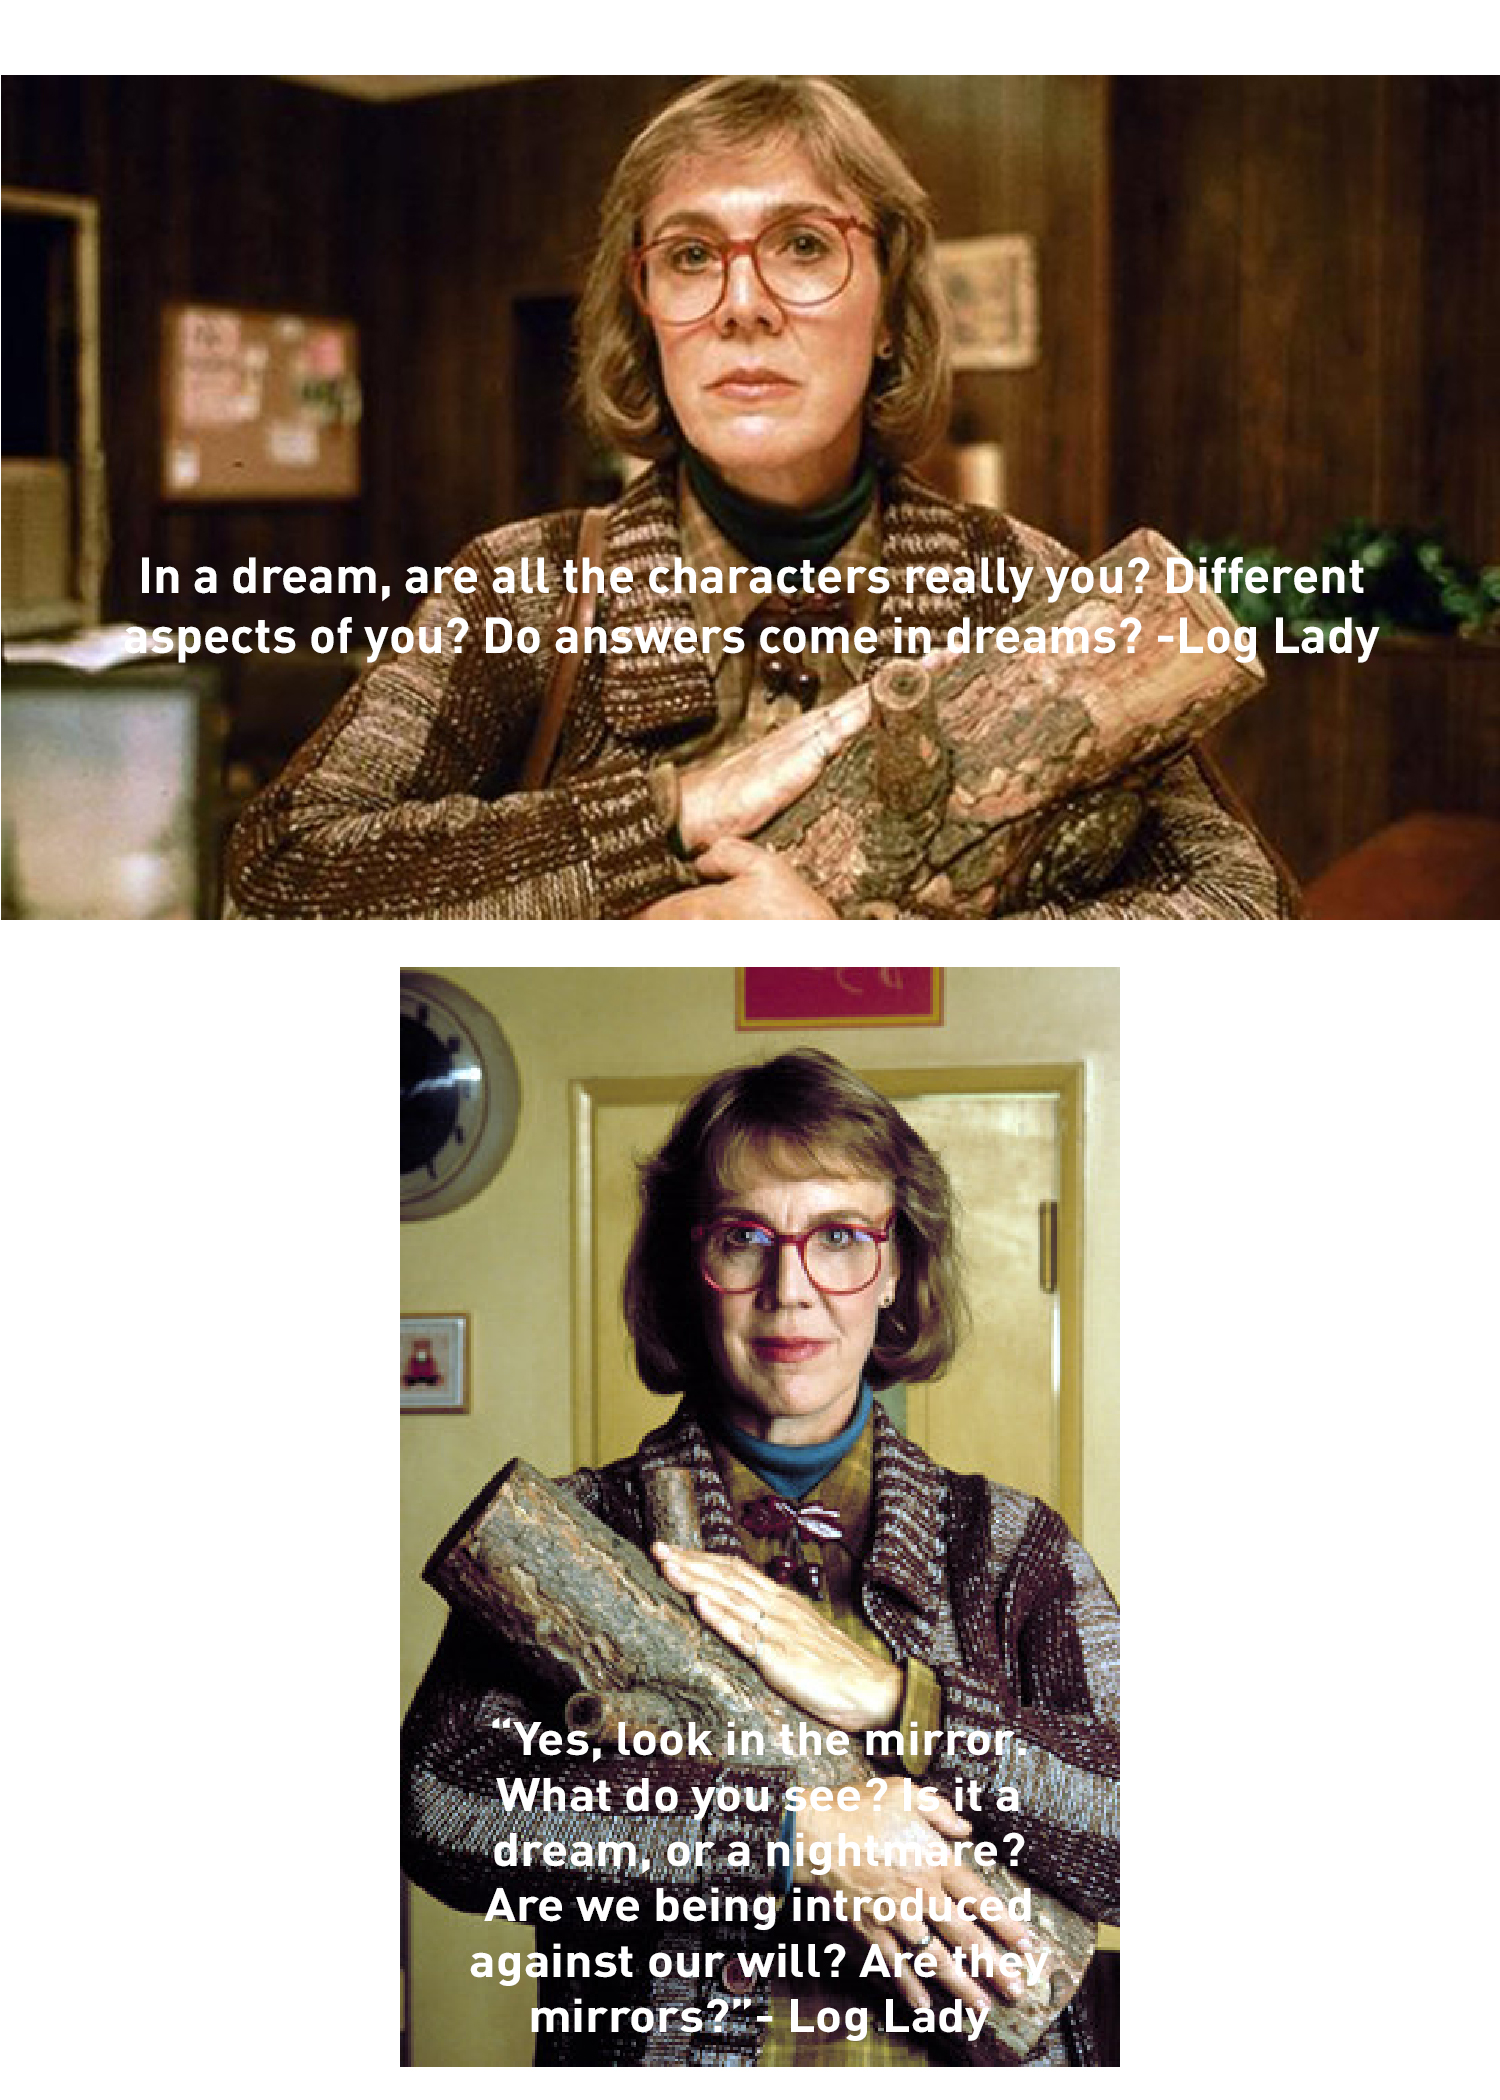 In a dream, are all the characters really you? Different
aspects of you? Do answers come in dreams? -Log Lady
“Yes, look in the mirror.
What do you see? Is it a
dream, or a nightmare?
Are we being introduced
against our will? Are they
mirrors?”- Log Lady